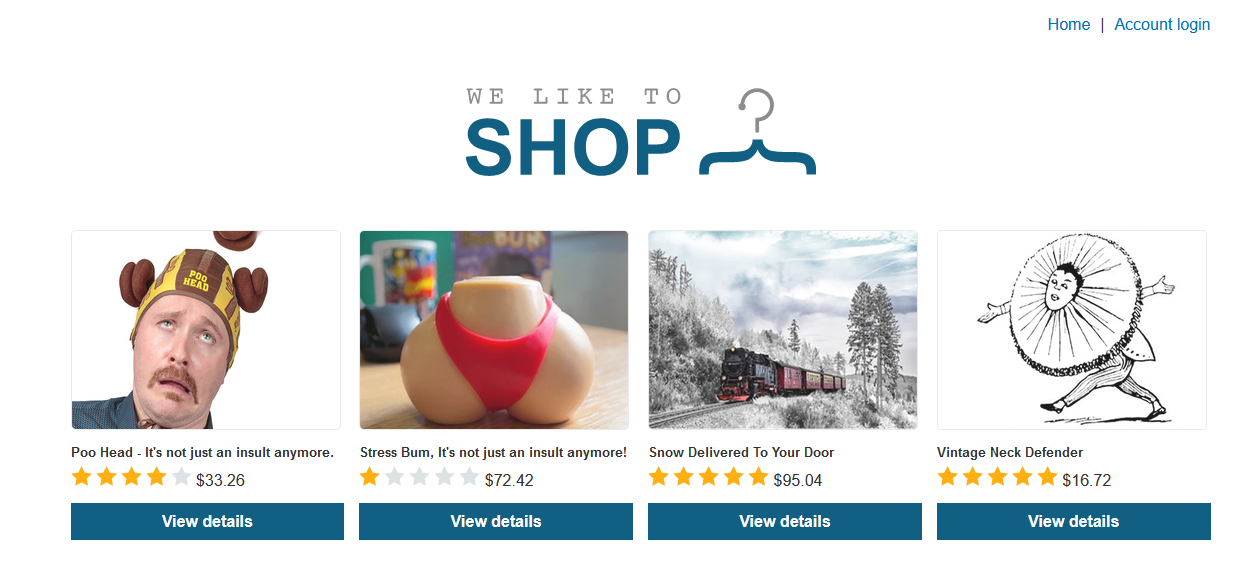 Home | Account login
WE LIKE TO
SHOP
POO
HEAD
BUM
Poo Head - It's not just an insult anymore.
Stress Bum, It's not just an insult anymore!
Snow Delivered To Your Door
Vintage Neck Defender
$33.26
$72.42
$95.04
$16.72
View details
View details
View details
View details